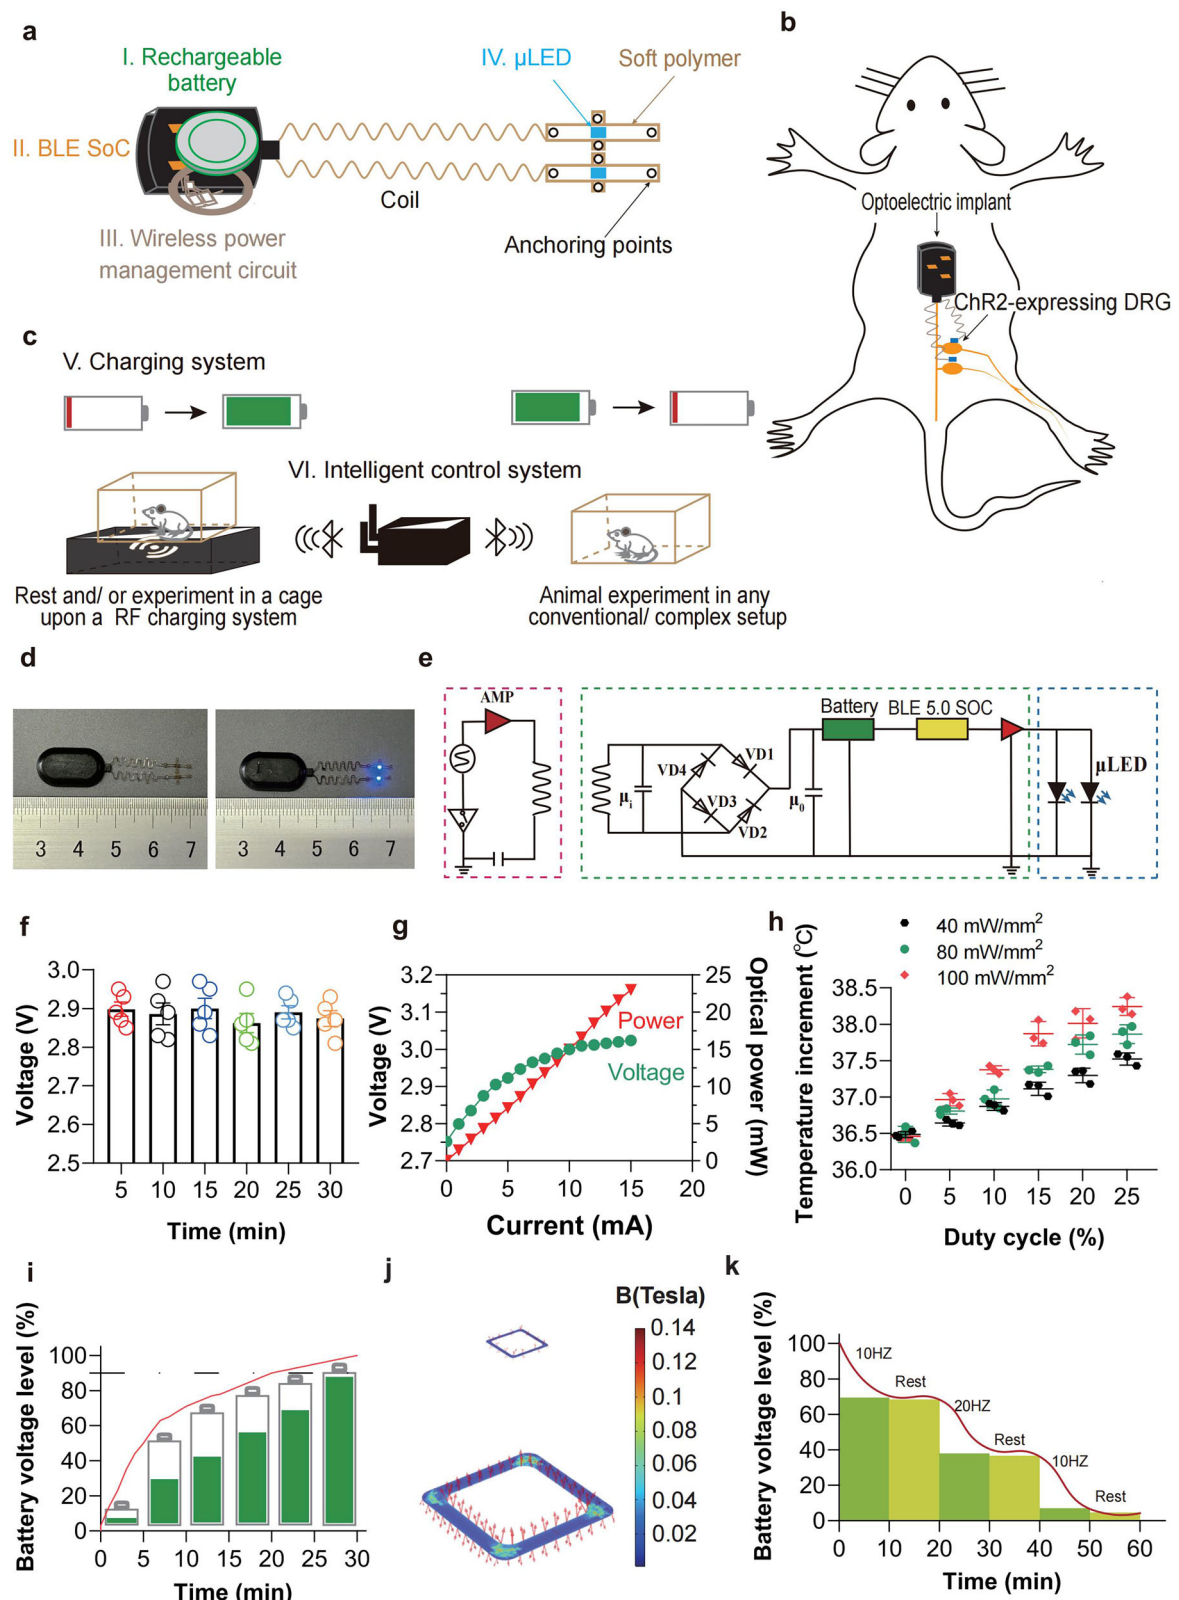 a
I. Rechargeable
battery
IV. µLED
Soft polymer
II. BLE SoC
Coil
III. Wireless power
management circuit
Anchoring points
b
Optoelectric implant
ChR2-expressing DRG
c
V. Charging system
VI. Intelligent control system
Rest and/ or experiment in a cage
upon a RF charging system
Animal experiment in any
conventional/ complex setup
d
3 4 5 6 7
3 4 5 6 7
e
AMP
Battery
BLE 5.0 SOC
VD1
VD4
VD3
VD2
µi
µ0
µLED
f
Voltage (V)
3.0
2.9
2.8
2.7
2.6
2.5
5 10 15 20 25 30
Time (min)
g
Voltage (V)
3.2
3.1
3.0
2.9
2.8
2.7
Power
Voltage
25
20
15
10
5
0
Optical power (mW)
0 5 10 15 20
Current (mA)
h
40 mW/mm²
80 mW/mm²
100 mW/mm²
Temperature increment (℃)
38.5
38.0
37.5
37.0
36.5
36.0
0 5 10 15 20 25
Duty cycle (%)
i
Battery voltage level (%)
100
80
60
40
20
0
0 5 10 15 20 25 30
Time (min)
j
B(Tesla)
0.14
0.12
0.1
0.08
0.06
0.04
0.02
k
Battery voltage level (%)
100
80
60
40
20
0
10HZ
Rest
20HZ
Rest
10HZ
Rest
0 10 20 30 40 50 60
Time (min)